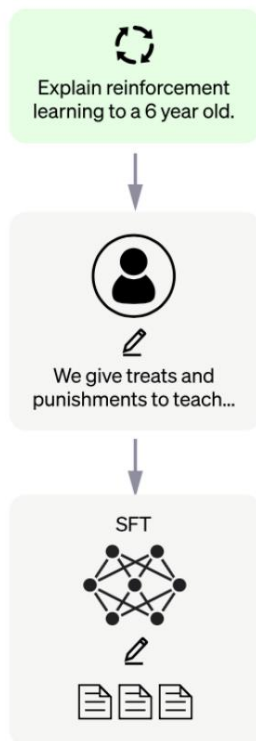 Explain reinforcement
learning to a 6 year old.
We give treats and
punishments to teach...
SFT